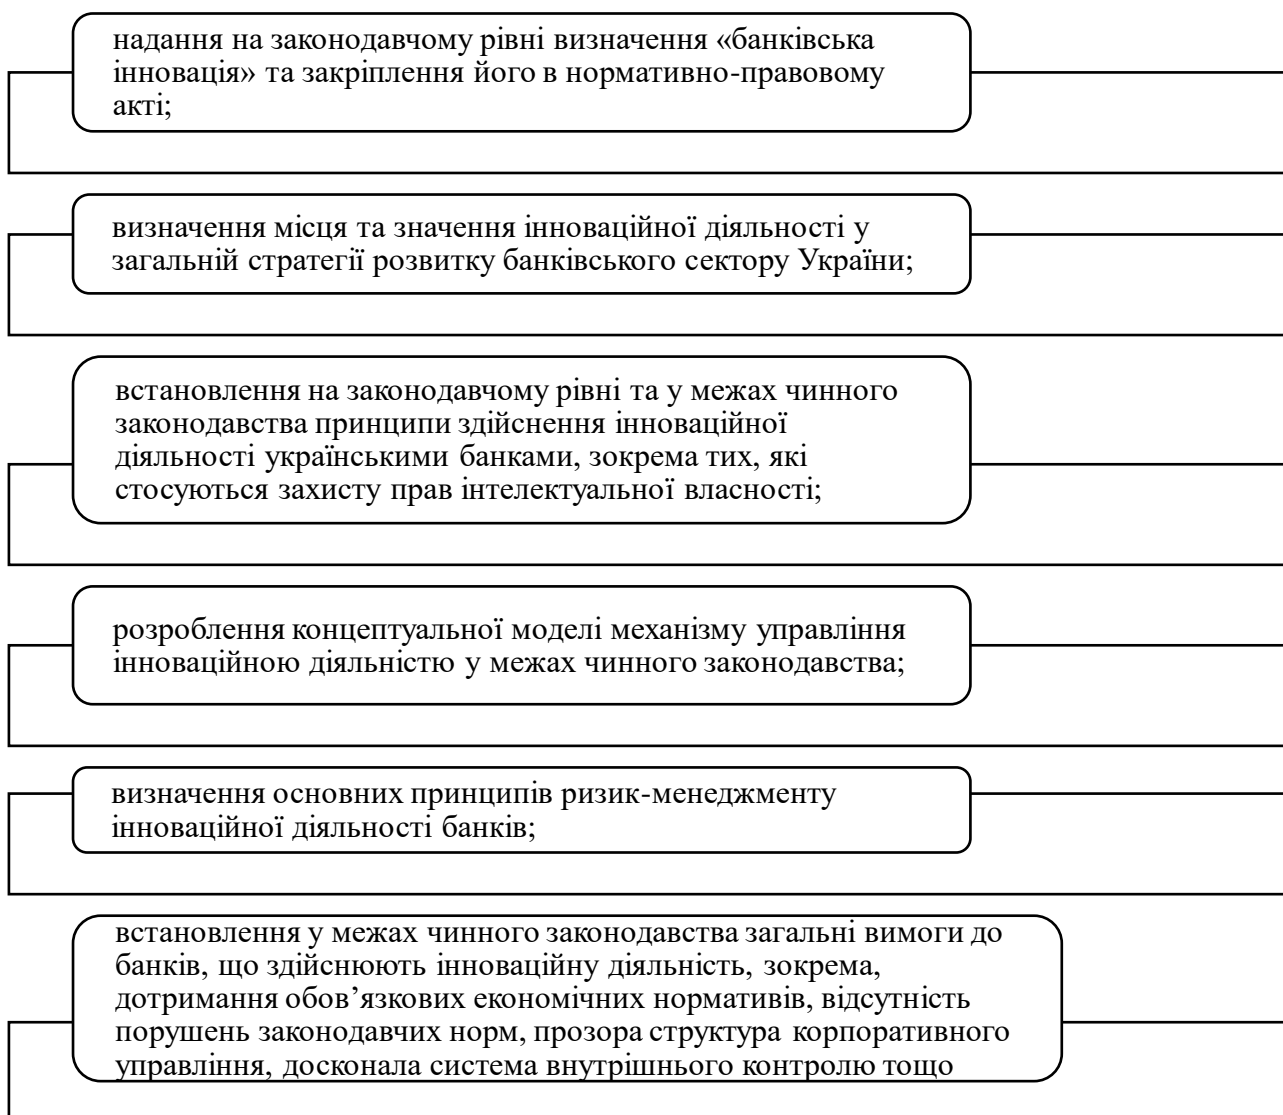 надання на законодавчому рівні визначення «банківська
інновація» та закріплення його в нормативно-правовому
акті;
визначення місця та значення інноваційної діяльності у
загальній стратегії розвитку банківського сектору України;
встановлення на законодавчому рівні та у межах чинного
законодавства принципи здійснення інноваційної
діяльності українськими банками, зокрема тих, які
стосуються захисту прав інтелектуальної власності;
розроблення концептуальної моделі механізму управління
інноваційною діяльністю у межах чинного законодавства;
визначення основних принципів ризик-менеджменту
інноваційної діяльності банків;
встановлення у межах чинного законодавства загальні вимоги до
банків, що здійснюють інноваційну діяльність, зокрема,
дотримання обов’язкових економічних нормативів, відсутність
порушень законодавчих норм, прозора структура корпоративного
управління, досконала система внутрішнього контролю тощо